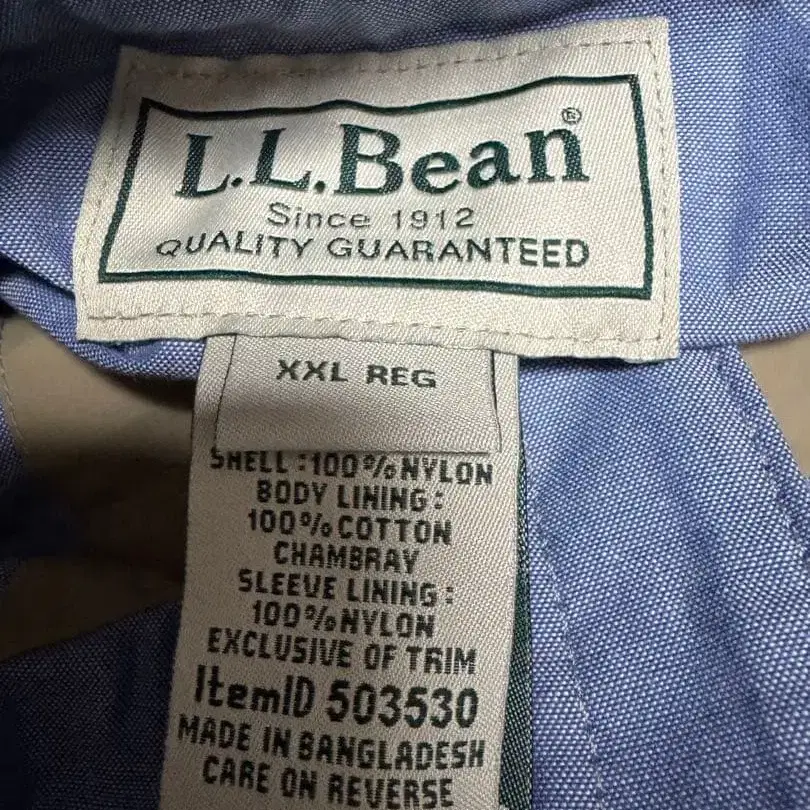 L.L.Bean®
Since 1912
QUALITY GUARANTEED
XXL REG
SHELL:100%NYLON
BODY LINING:
100%COTTON
CHAMBRAY
SLEEVE LINING:
100%NYLON
EXCLUSIVE OF TRIM
ItemID 503530
MADE IN BANGLADESH
CARE ON REVERSE